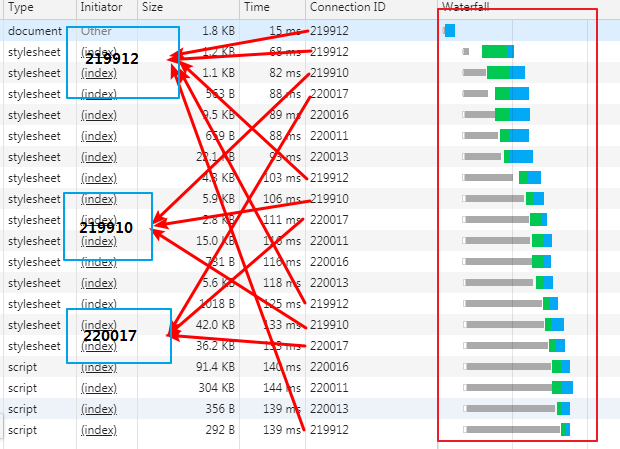 Type Initiator Size Time Connection ID Waterfall
document Other 1.8 KB 15 ms 219912
stylesheet (index) 1.2 KB 68 ms 219912
219912
stylesheet (index) 1.1 KB 82 ms 219910
stylesheet (index) 88 ms 220017
stylesheet (index) 9.5 KB 89 ms 220016
stylesheet (index) 659 B 88 ms 220011
stylesheet (index) 22.1 KB ms 220013
stylesheet (index) 4.8 KB 103 ms 219912
stylesheet (index) 5.9 KB 106 ms 219910
stylesheet (index) 2.8 KB 111 ms 220017
219910
stylesheet (index) 15.0 KB ms 220011
stylesheet (index) 731 B 116 ms 220016
stylesheet (index) 5.6 KB 118 ms 220013
stylesheet (index) 1018 B 125 ms 219912
stylesheet (index) 42.0 KB 133 ms 219910
220017
stylesheet (index) 36.2 KB ms 220017
script (index) 91.4 KB 140 ms 220016
script (index) 304 KB 144 ms 220011
script (index) 356 B 139 ms 220013
script (index) 292 B 139 ms 219912